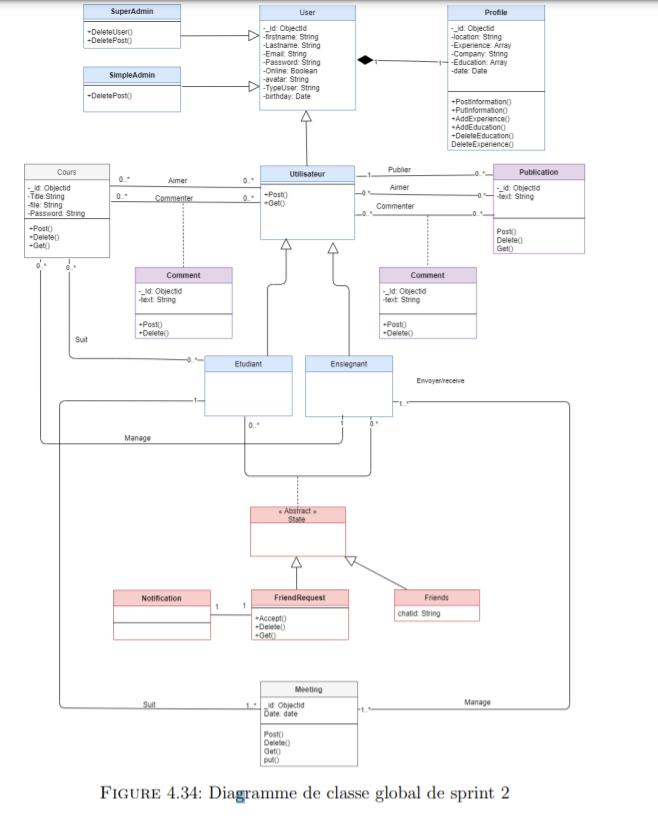 SuperAdmin
+DeleteUser()
+DeletePost()
SimpleAdmin
+DeletePost()
User
-_Id: ObjectId
-firstname: String
-Lastname: String
-Email: String
-Password: String
-Online: Boolean
-avatar: String
-TypeUser: String
-birthday: Date
1
1
Profile
-_id: ObjectId
-location: String
-Experience: Array
-Company: String
-Education: Array
-date: Date
+PostInformation()
+PutInformation()
+AddExperience()
+AddEducation()
+DeleteEducation()
DeleteExperience()
Cours
-_id: ObjectId
-Title:String
-file: String
-Password: String
+Post()
+Delete()
+Get()
0..*
Aimer
0..*
0..*
Commenter
0..*
Utilisateur
+Post()
+Get()
1
Publier
0..*
0..
Aimer
0..*
0..
Commenter
0..*
Publication
-_id: ObjectId
-text: String
Post()
Delete()
Get()
0..*
0..*
Comment
-_Id: ObjectId
-text: String
+Post()
+Delete()
Comment
-_Id: ObjectId
-text: String
+Post()
+Delete()
Suit
0..*
Etudiant
Ensiegnant
Envoyer/receive
1
1..*
0..*
1
0.*
Manage
« Abstract »
State
Notification
1
1
FriendRequest
+Accept()
+Delete()
+Get()
Friends
chatid: String
Meeting
_id: ObjectId
Date: date
Post()
Delete()
Get()
put()
Suit
1..*
1..*
Manage
FIGURE 4.34: Diagramme de classe global de sprint 2